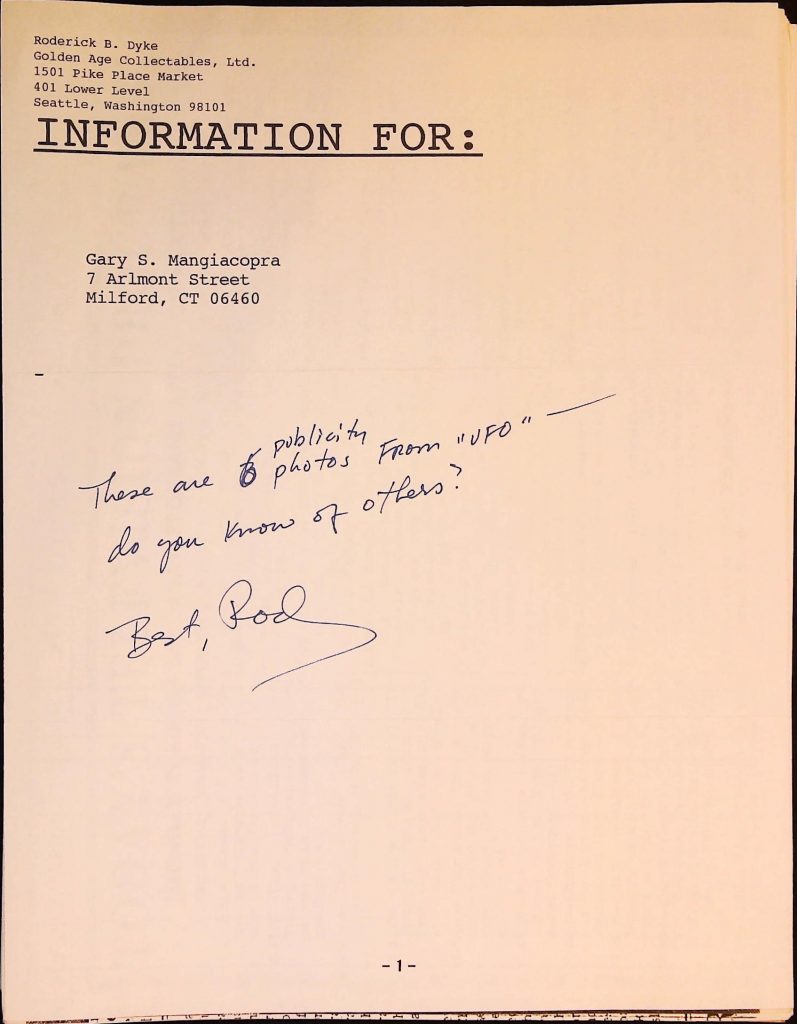 Roderick B. Dyke
Golden Age Collectables, Ltd.
1501 Pike Place Market
401 Lower Level
Seattle, Washington 98101
INFORMATION FOR:
Gary S. Mangiacopra
7 Arlmont Street
Milford, CT 06460
publicity
These are 6 photos From "UFO" —
do you know of others?
Best, Rod
- 1 -